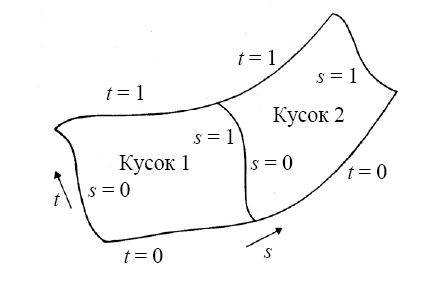 t = 1
s = 1
t = 1
Кусок 2
s = 1
Кусок 1
s = 0
t = 0
s = 0
t
t = 0
s